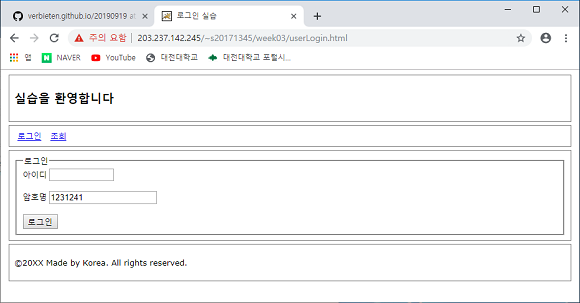 verbleten.github.io/20190919 at
로그인 실습
주의 요함 203.237.142.245/~s20171345/week03/userLogin.html
앱 NAVER YouTube 대전대학교 대전대학교 포털시...
실습을 환영합니다
로그인 조회
로그인
아이디
암호명 1231241
로그인
©20XX Made by Korea. All rights reserved.